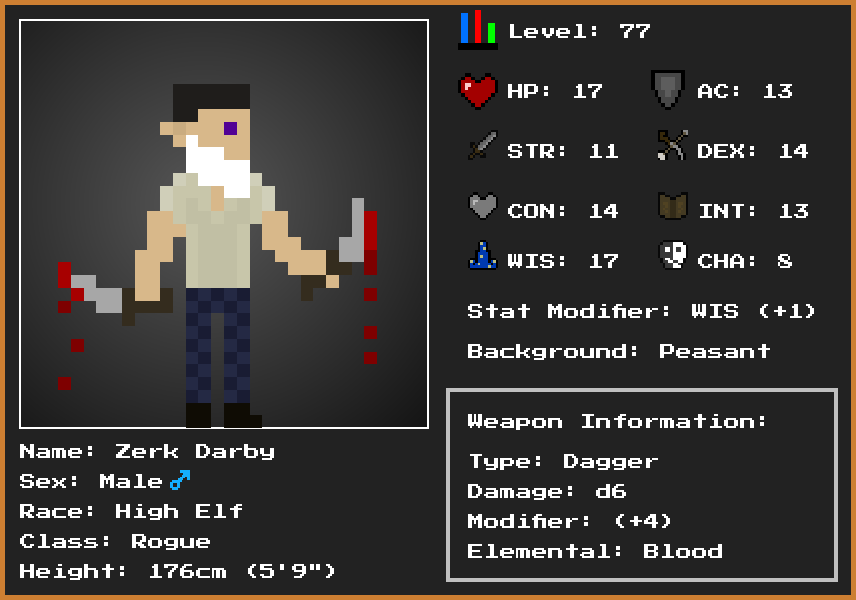 Level: 77
HP: 17
AC: 13
STR: 11
DEX: 14
CON: 14
INT: 13
WIS: 17
CHA: 8
Stat Modifier: WIS (+1)
Background: Peasant
Weapon Information:
Type: Dagger
Damage: d6
Modifier: (+4)
Elemental: Blood
Name: Zerk Darby
Sex: Male♂
Race: High Elf
Class: Rogue
Height: 176cm (5'9")